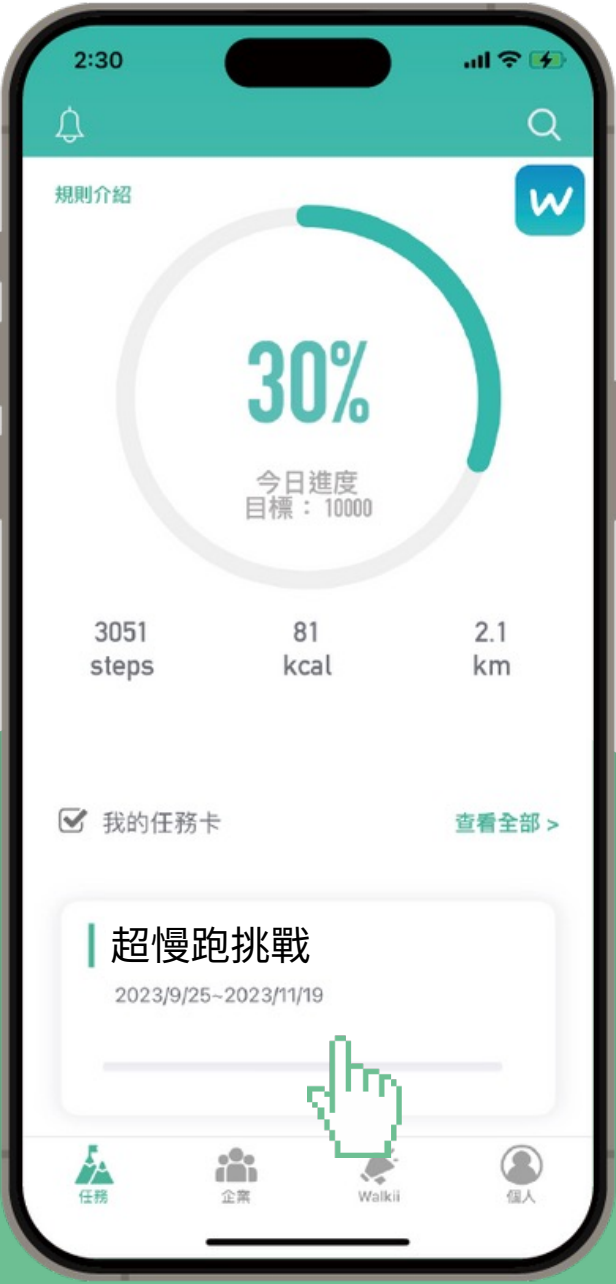 2:30
規則介紹
W
30%
今日進度
目標： 10000
3051
steps
81
kcal
2.1
km
我的任務卡
查看全部 >
超慢跑挑戰
2023/9/25~2023/11/19
任務
企業
Walkii
個人